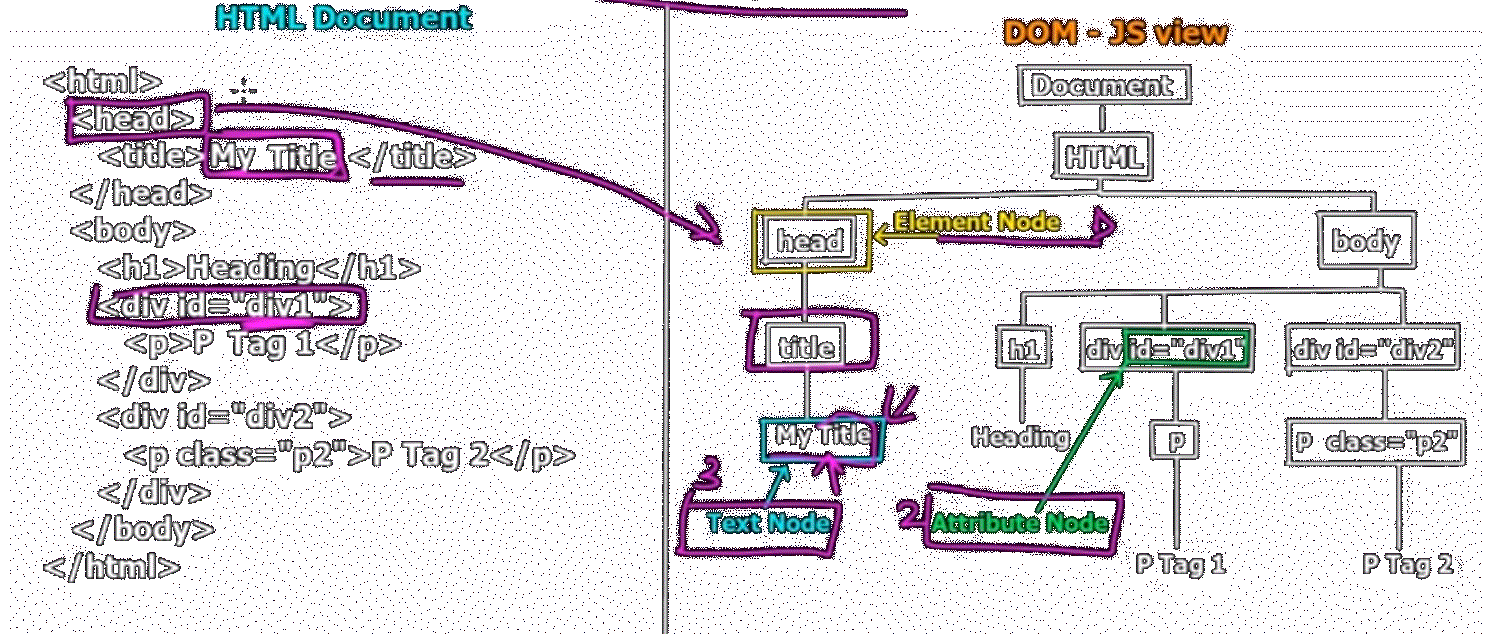 HTML Document
<html>
<head>
<title>My Title </title>
</head>
<body>
<h1>Heading</h1>
<div id="div1">
<p>P Tag 1</p>
</div>
<div id="div2">
<p class="p2">P Tag 2</p>
</div>
</body>
</html>
DOM - JS view
Document
HTML
head
Element Node
body
title
h1
div id="div1"
div id="div2"
My Title
Heading
p
P class="p2"
3
Text Node
2
Attribute Node
P Tag 1
P Tag 2